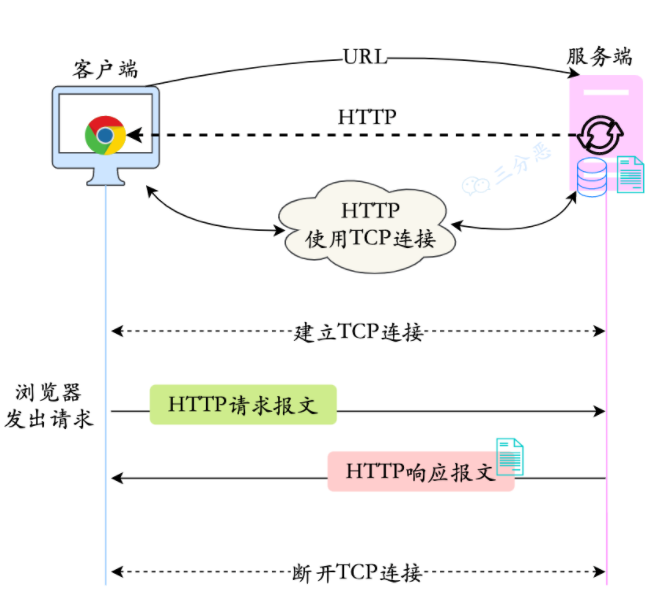 客户端
URL
服务端
HTTP
三分恶
HTTP
使用TCP连接
建立TCP连接
浏览器
发出请求
HTTP请求报文
HTTP响应报文
断开TCP连接